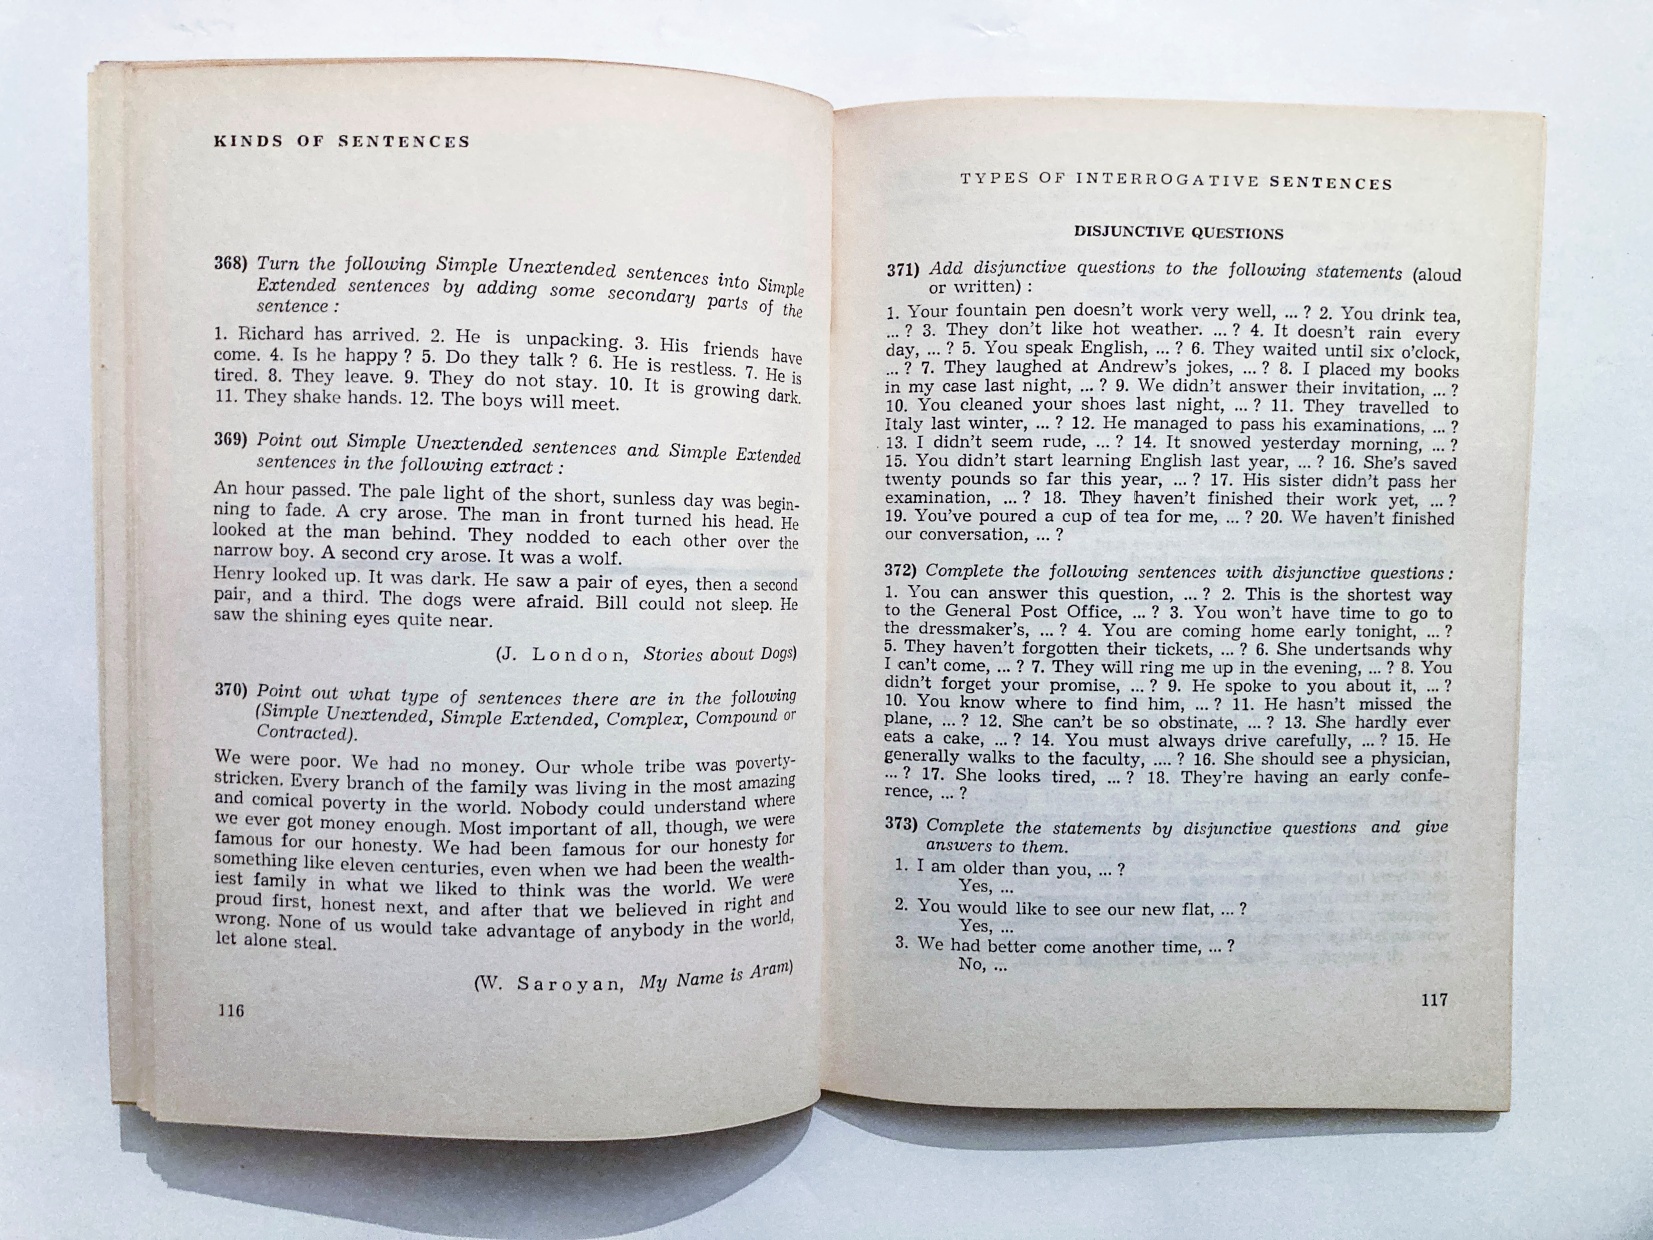 KINDS OF SENTENCES
368) Turn the following Simple Unextended sentences into Simple
Extended sentences by adding some secondary parts of the
sentence :
1. Richard has arrived. 2. He is unpacking. 3. His friends have
come. 4. Is he happy ? 5. Do they talk ? 6. He is restless. 7. He is
tired. 8. They leave. 9. They do not stay. 10. It is growing dark.
11. They shake hands. 12. The boys will meet.
369) Point out Simple Unextended sentences and Simple Extended
sentences in the following extract :
An hour passed. The pale light of the short, sunless day was begin-
ning to fade. A cry arose. The man in front turned his head. He
looked at the man behind. They nodded to each other over the
narrow boy. A second cry arose. It was a wolf.
Henry looked up. It was dark. He saw a pair of eyes, then a second
pair, and a third. The dogs were afraid. Bill could not sleep. He
saw the shining eyes quite near.
(J. London, Stories about Dogs)
370) Point out what type of sentences there are in the following
(Simple Unextended, Simple Extended, Complex, Compound or
Contracted).
We were poor. We had no money. Our whole tribe was poverty-
stricken. Every branch of the family was living in the most amazing
and comical poverty in the world. Nobody could understand where
we ever got money enough. Most important of all, though, we were
famous for our honesty. We had been famous for our honesty for
something like eleven centuries, even when we had been the wealth-
iest family in what we liked to think was the world. We were
proud first, honest next, and after that we believed in right and
wrong. None of us would take advantage of anybody in the world,
let alone steal.
(W. Saroyan, My Name is Aram)
116
TYPES OF INTERROGATIVE SENTENCES
DISJUNCTIVE QUESTIONS
371) Add disjunctive questions to the following statements (aloud
or written) :
1. Your fountain pen doesn't work very well, ... ? 2. You drink tea,
... ? 3. They don't like hot weather. ... ? 4. It doesn't rain every
day, ... ? 5. You speak English, ... ? 6. They waited until six o'clock,
... ? 7. They laughed at Andrew's jokes, ... ? 8. I placed my books
in my case last night, ... ? 9. We didn't answer their invitation, ... ?
10. You cleaned your shoes last night, ... ? 11. They travelled to
Italy last winter, ... ? 12. He managed to pass his examinations, ... ?
13. I didn't seem rude, ... ? 14. It snowed yesterday morning, ... ?
15. You didn't start learning English last year, ... ? 16. She's saved
twenty pounds so far this year, ... ? 17. His sister didn't pass her
examination, ... ? 18. They haven't finished their work yet, ... ?
19. You've poured a cup of tea for me, ... ? 20. We haven't finished
our conversation, ... ?
372) Complete the following sentences with disjunctive questions :
1. You can answer this question, ... ? 2. This is the shortest way
to the General Post Office, ... ? 3. You won't have time to go to
the dressmaker's, ... ? 4. You are coming home early tonight, ... ?
5. They haven't forgotten their tickets, ... ? 6. She undertsands why
I can't come, ... ? 7. They will ring me up in the evening, ... ? 8. You
didn't forget your promise, ... ? 9. He spoke to you about it, ... ?
10. You know where to find him, ... ? 11. He hasn't missed the
plane, ... ? 12. She can't be so obstinate, ... ? 13. She hardly ever
eats a cake, ... ? 14. You must always drive carefully, ... ? 15. He
generally walks to the faculty, .... ? 16. She should see a physician,
... ? 17. She looks tired, ... ? 18. They're having an early confe-
rence, ... ?
373) Complete the statements by disjunctive questions and give
answers to them.
1. I am older than you, ... ?
Yes, ...
2. You would like to see our new flat, ... ?
Yes, ...
3. We had better come another time, ... ?
No, ...
117